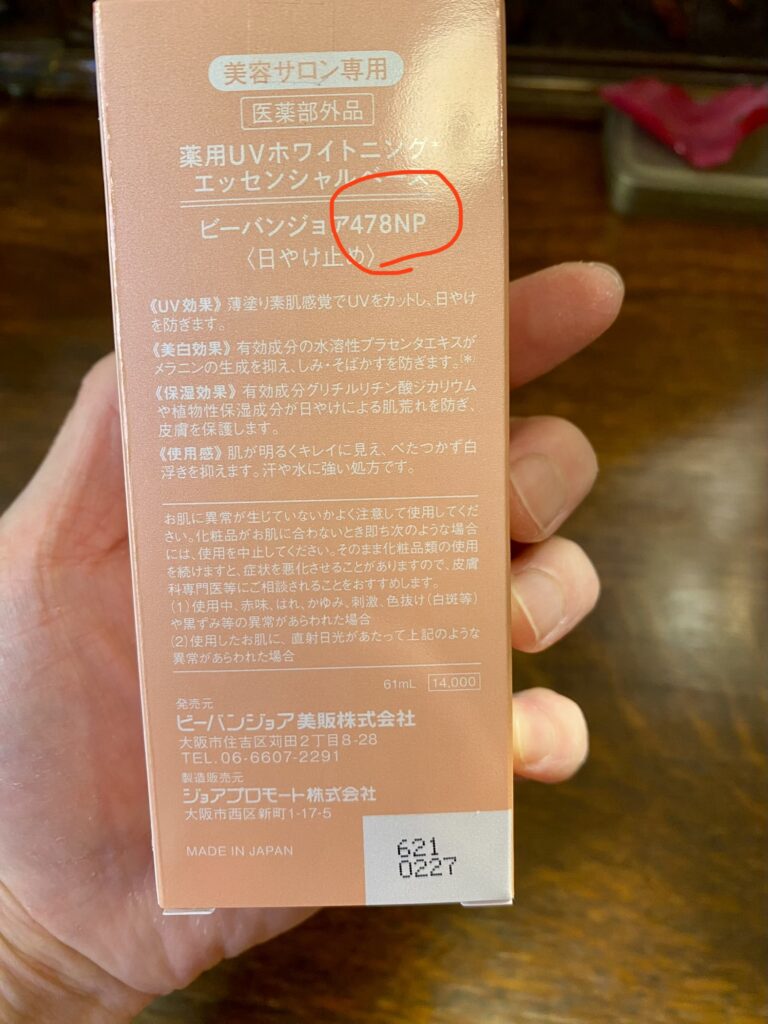 美容サロン専用
医薬部外品
薬用UVホワイトニング*
エッセンシャルベース
ビーバンジョア478NP
〈日やけ止め〉
《UV効果》薄塗り素肌感覚でUVをカットし、日やけ
を防ぎます。
《美白効果》有効成分の水溶性プラセンタエキスが
メラニンの生成を抑え、しみ・そばかすを防ぎます。(*)
《保湿効果》有効成分グリチルリチン酸ジカリウム
や植物性保湿成分が日やけによる肌荒れを防ぎ、
皮膚を保護します。
《使用感》肌が明るくキレイに見え、べたつかず白
浮きを抑えます。汗や水に強い処方です。
お肌に異常が生じていないかよく注意して使用してくだ
さい。化粧品がお肌に合わないとき即ち次のような場合
には、使用を中止してください。そのまま化粧品類の使用
を続けますと、症状を悪化させることがありますので、皮膚
科専門医等にご相談されることをおすすめします。
(1)使用中、赤味、はれ、かゆみ、刺激、色抜け(白斑等)
や黒ずみ等の異常があらわれた場合
(2)使用したお肌に、直射日光があたって上記のような
異常があらわれた場合
61mL 14,000
発売元
ビーバンジョア美販株式会社
大阪市住吉区苅田2丁目8-28
TEL.06-6607-2291
製造販売元
ジョアプロモート株式会社
大阪市西区新町1-17-5
MADE IN JAPAN
621
0227